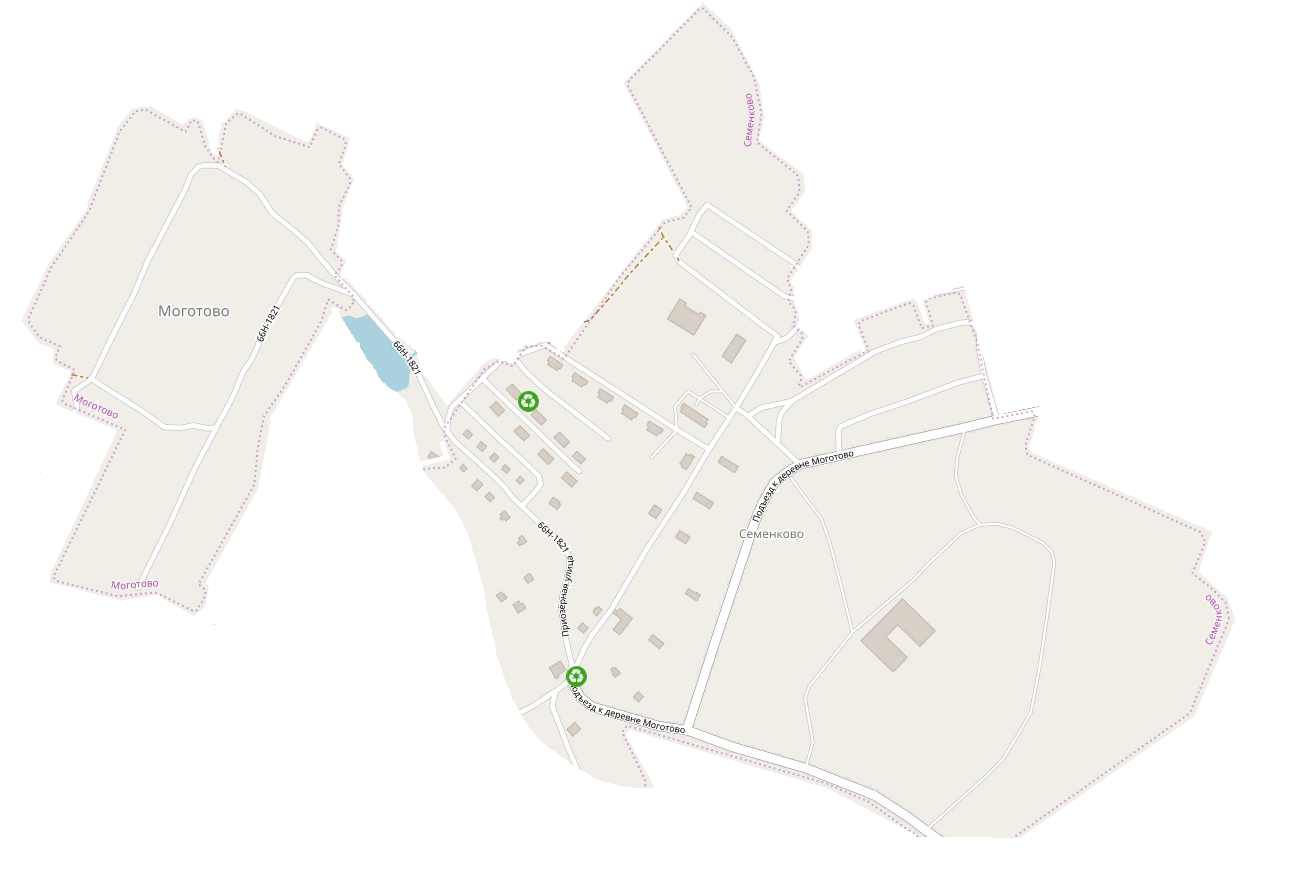 Семенково
Моготово
66Н-1821
66Н-1821
Моготово
Подъезд к деревне Моготово
66Н-1821
Приозёрная улица
Семенково
Моготово
Семенково
Подъезд к деревне Моготово